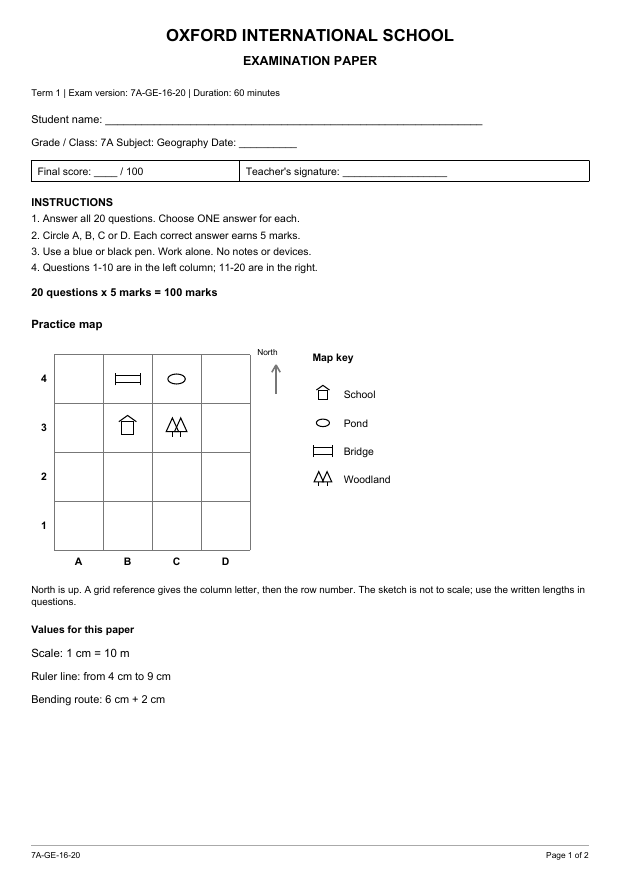 OXFORD INTERNATIONAL SCHOOL
EXAMINATION PAPER
Term 1 | Exam version: 7A-GE-16-20 | Duration: 60 minutes
Student name: _______________________________________________________________
Grade / Class: 7A Subject: Geography Date: __________
Final score: ____ / 100
Teacher's signature: __________________
INSTRUCTIONS
1. Answer all 20 questions. Choose ONE answer for each.
2. Circle A, B, C or D. Each correct answer earns 5 marks.
3. Use a blue or black pen. Work alone. No notes or devices.
4. Questions 1-10 are in the left column; 11-20 are in the right.
20 questions x 5 marks = 100 marks
Practice map
North
4
3
2
1
A B C D
Map key
School
Pond
Bridge
Woodland
North is up. A grid reference gives the column letter, then the row number. The sketch is not to scale; use the written lengths in
questions.
Values for this paper
Scale: 1 cm = 10 m
Ruler line: from 4 cm to 9 cm
Bending route: 6 cm + 2 cm
7A-GE-16-20
Page 1 of 2